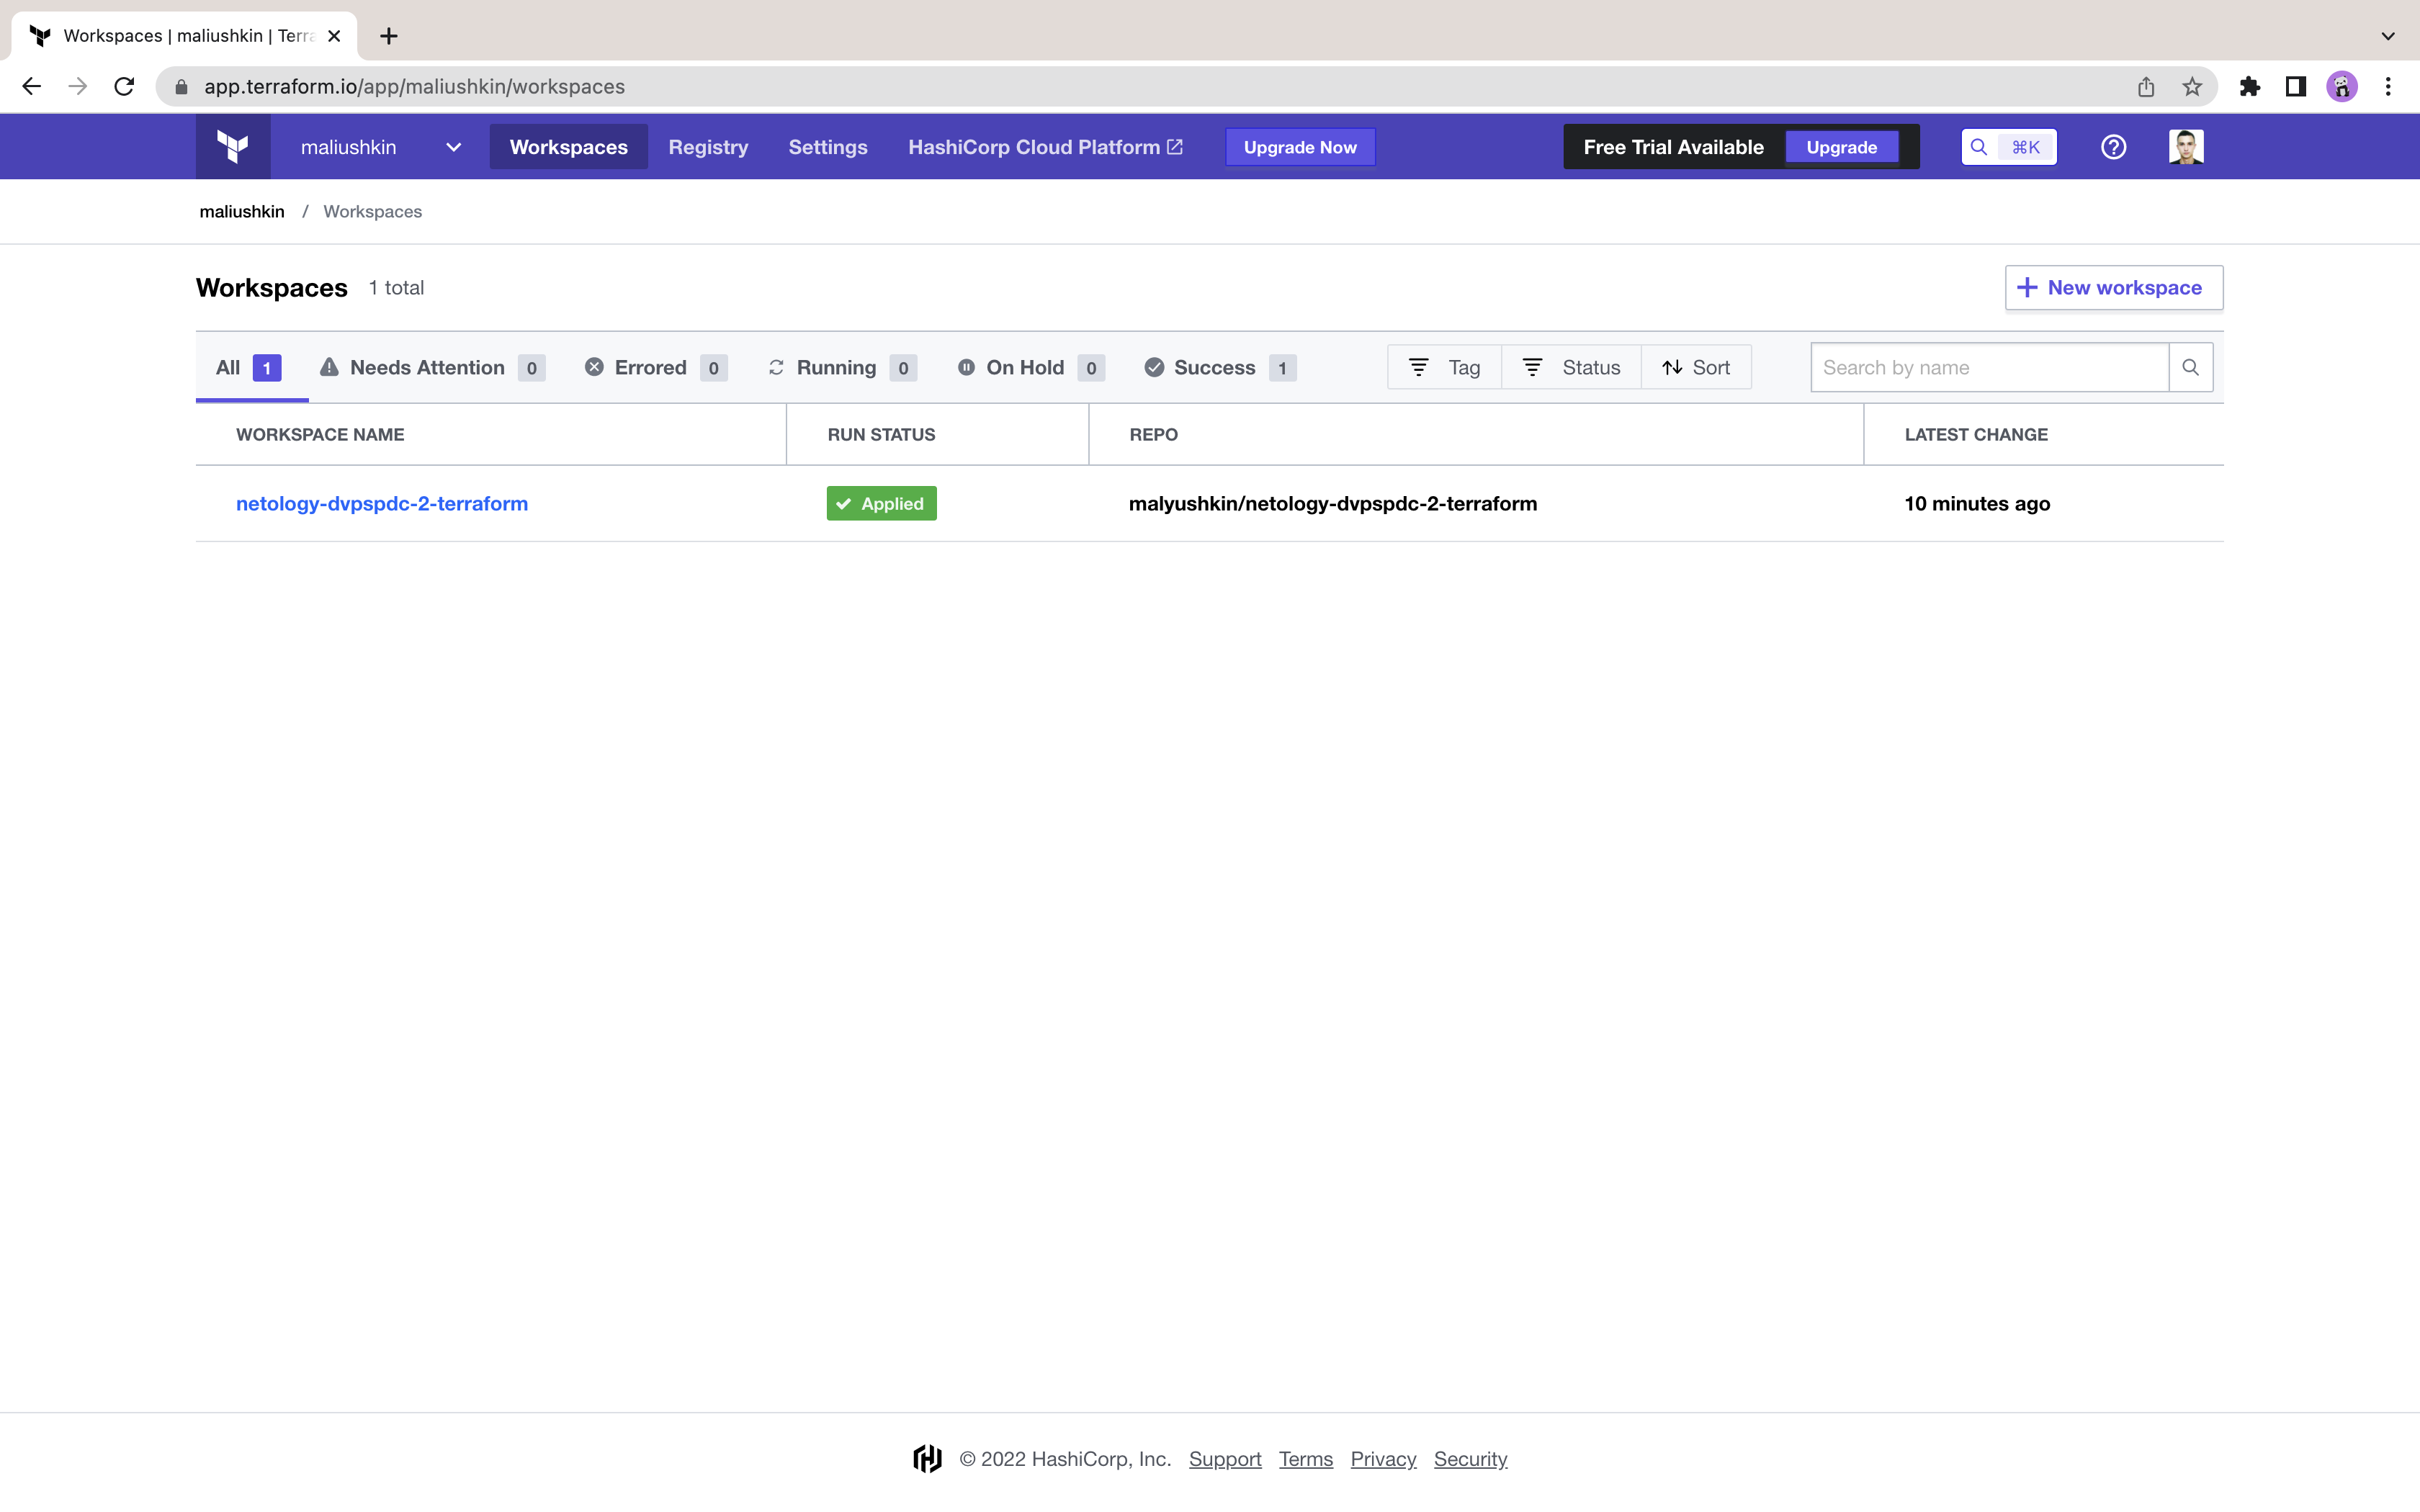 Workspaces | maliushkin | Terra
app.terraform.io/app/maliushkin/workspaces
maliushkin Workspaces Registry Settings HashiCorp Cloud Platform Upgrade Now Free Trial Available Upgrade ⌘K
maliushkin / Workspaces
Workspaces 1 total + New workspace
All 1 Needs Attention 0 Errored 0 Running 0 On Hold 0 Success 1 Tag Status Sort Search by name
WORKSPACE NAME RUN STATUS REPO LATEST CHANGE
netology-dvpspdc-2-terraform Applied malyushkin/netology-dvpspdc-2-terraform 10 minutes ago
© 2022 HashiCorp, Inc. Support Terms Privacy Security